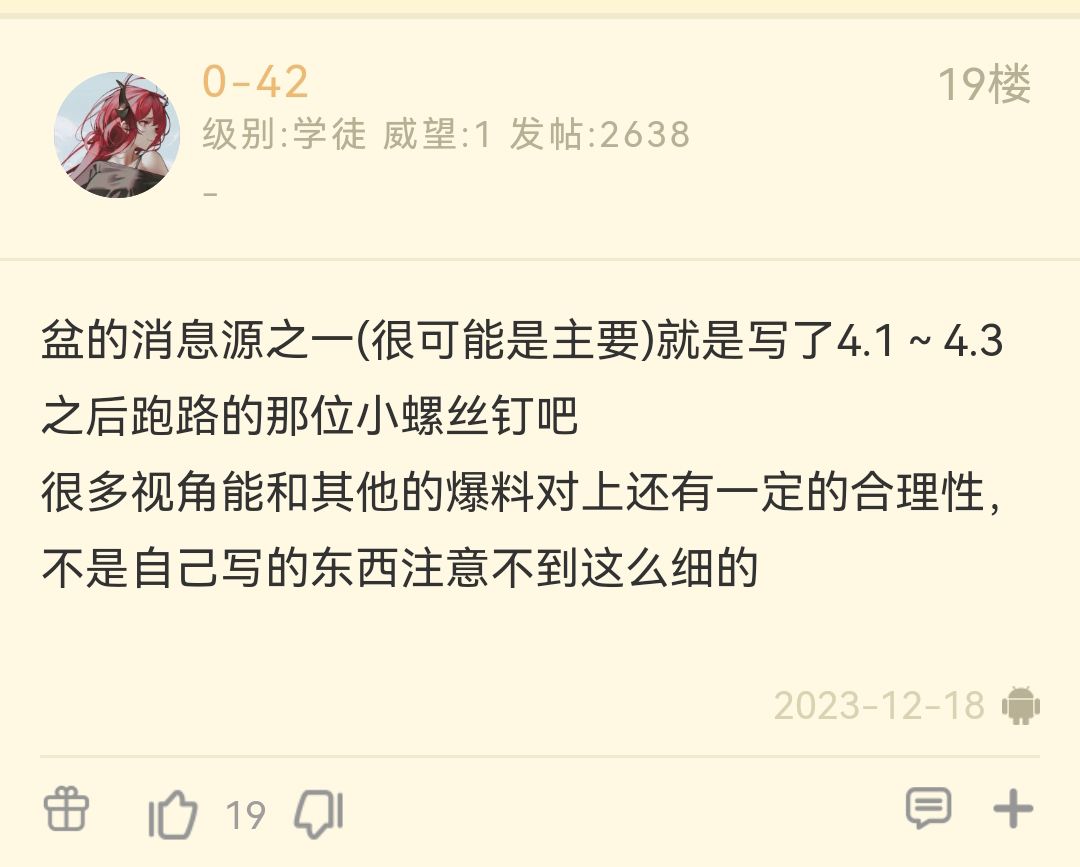 0-42
19楼
级别:学徒 威望:1 发帖:2638
-
盆的消息源之一(很可能是主要)就是写了4.1 ~ 4.3
之后跑路的那位小螺丝钉吧
很多视角能和其他的爆料对上还有一定的合理性，
不是自己写的东西注意不到这么细的
2023-12-18
19